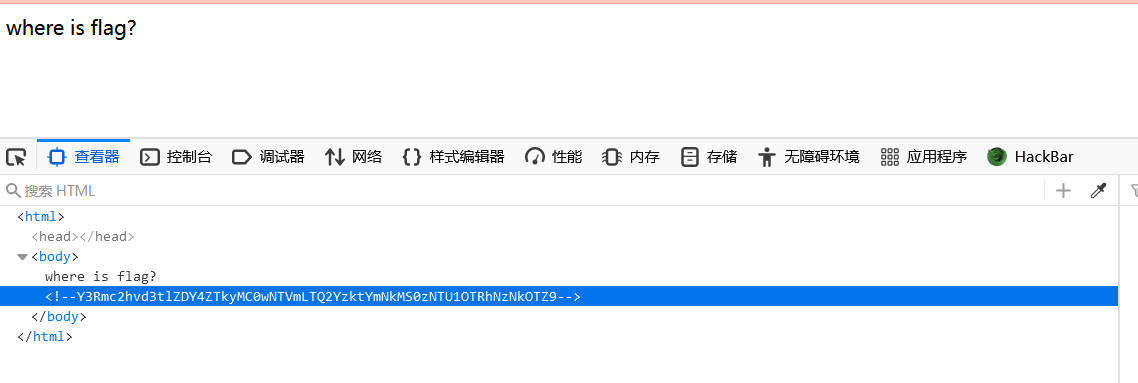 where is flag?
查看器 控制台 调试器 网络 样式编辑器 性能 内存 存储 无障碍环境 应用程序 HackBar
搜索 HTML
<html>
<head></head>
<body>
where is flag?
<!--Y3Rmc2hvd3tlZDY4ZTkyMC0wNTVmLTQ2YzktYmNkMS0zNTU1OTRhNzNkOTZ9-->
</body>
</html>